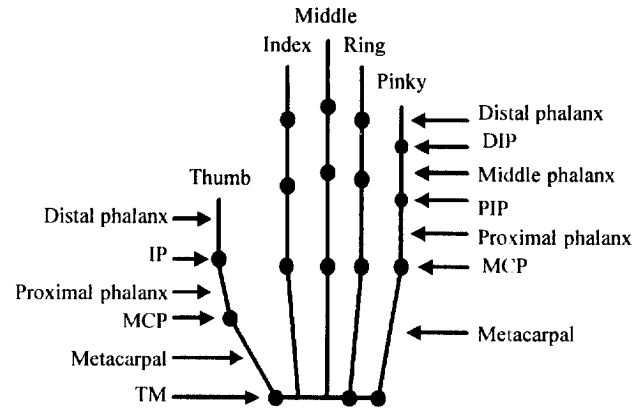 Middle
Index
Ring
Pinky
Thumb
Distal phalanx
IP
Proximal phalanx
MCP
Metacarpal
TM
Distal phalanx
DIP
Middle phalanx
PIP
Proximal phalanx
MCP
Metacarpal